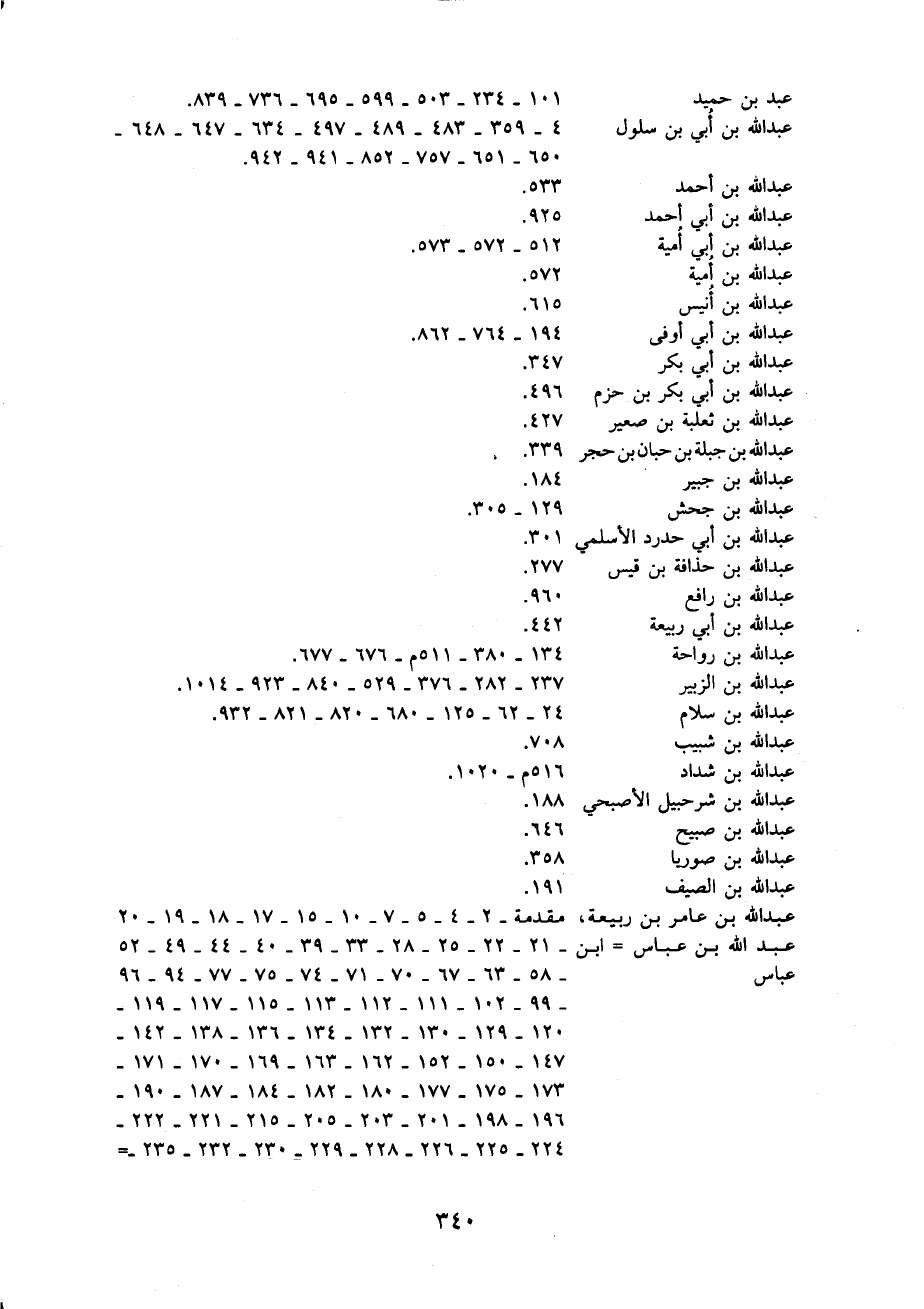 عبد بن حميد ١٠١ ـ ٢٣٤ ـ ٥٠٣ ـ ٥٩٩ ـ ٦٩٥ ـ ٧٣٦ ـ ٨٣٩.
عبدالله بن أُبي بن سلول ٤ ـ ٣٥٩ ـ ٤٨٣ ـ ٤٨٩ ـ ٤٩٧ ـ ٦٣٤ ـ ٦٤٧ ـ ٦٤٨ ـ
٦٥٠ ـ ٦٥١ ـ ٧٥٧ ـ ٨٥٢ ـ ٩٤١ ـ ٩٤٢.
عبدالله بن أحمد ٥٣٣.
عبدالله بن أبي أحمد ٩٢٥.
عبدالله بن أبي أُمية ٥١٢ ـ ٥٧٢ ـ ٥٧٣.
عبدالله بن أُمية ٥٧٢.
عبدالله بن أُنيس ٦١٥.
عبدالله بن أبي أوفى ١٩٤ ـ ٧٦٤ ـ ٨٦٢.
عبدالله بن أبي بكر ٣٤٧.
عبدالله بن أبي بكر بن حزم ٤٩٦.
عبدالله بن ثعلبة بن صعير ٤٢٧.
عبدالله بن جبلة بن حبان بن حجر ٣٣٩.
عبدالله بن جبير ١٨٤.
عبدالله بن جحش ١٢٩ ـ ٣٠٥.
عبدالله بن أبي حدرد الأسلمي ٣٠١.
عبدالله بن حذافة بن قيس ٢٧٧.
عبدالله بن رافع ٩٦٠.
عبدالله بن أبي ربيعة ٤٤٢.
عبدالله بن رواحة ١٣٤ ـ ٣٨٠ ـ ٥١١م ـ ٦٧٦ ـ ٦٧٧.
عبدالله بن الزبير ٢٣٧ ـ ٢٨٢ ـ ٣٧٦ ـ ٥٢٩ ـ ٨٤٠ ـ ٩٢٣ ـ ١٠١٤.
عبدالله بن سلام ٢٤ ـ ٦٢ ـ ١٢٥ ـ ٦٨٠ ـ ٨٢٠ ـ ٨٢١ ـ ٩٣٢.
عبدالله بن شبيب ٧٠٨.
عبدالله بن شداد ٥١٦م ـ ١٠٢٠.
عبدالله بن شرحبيل الأصبحي ١٨٨.
عبدالله بن صبيح ٦٤٦.
عبدالله بن صوريا ٣٥٨.
عبدالله بن الصيف ١٩١.
عبدالله بن عامر بن ربيعة، مقدمة ـ ٢ ـ ٤ ـ ٥ ـ ٧ ـ ١٠ ـ ١٥ ـ ١٧ ـ ١٨ ـ ١٩ ـ ٢٠
عبد الله بن عباس = ابن ـ ٢١ ـ ٢٢ ـ ٢٥ ـ ٢٨ ـ ٣٣ ـ ٣٩ ـ ٤٠ ـ ٤٤ ـ ٤٩ ـ ٥٢
عباس ـ ٥٨ ـ ٦٣ ـ ٦٧ ـ ٧٠ ـ ٧١ ـ ٧٤ ـ ٧٥ ـ ٧٧ ـ ٩٤ ـ ٩٦
ـ ٩٩ ـ ١٠٢ ـ ١١١ ـ ١١٢ ـ ١١٣ ـ ١١٥ ـ ١١٧ ـ ١١٩ ـ
١٢٠ ـ ١٢٩ ـ ١٣٠ ـ ١٣٢ ـ ١٣٤ ـ ١٣٦ ـ ١٣٨ ـ ١٤٢ ـ
١٤٧ ـ ١٥٠ ـ ١٥٢ ـ ١٦٢ ـ ١٦٣ ـ ١٦٩ ـ ١٧٠ ـ ١٧١ ـ
١٧٣ ـ ١٧٥ ـ ١٧٧ ـ ١٨٠ ـ ١٨٢ ـ ١٨٤ ـ ١٨٧ ـ ١٩٠ ـ
١٩٦ ـ ١٩٨ ـ ٢٠١ ـ ٢٠٣ ـ ٢٠٥ ـ ٢١٥ ـ ٢٢١ ـ ٢٢٢ ـ
٢٢٤ ـ ٢٢٥ ـ ٢٢٦ ـ ٢٢٨ ـ ٢٢٩ ـ ٢٣٠ ـ ٢٣٢ ـ ٢٣٥ ـ=
٣٤٠